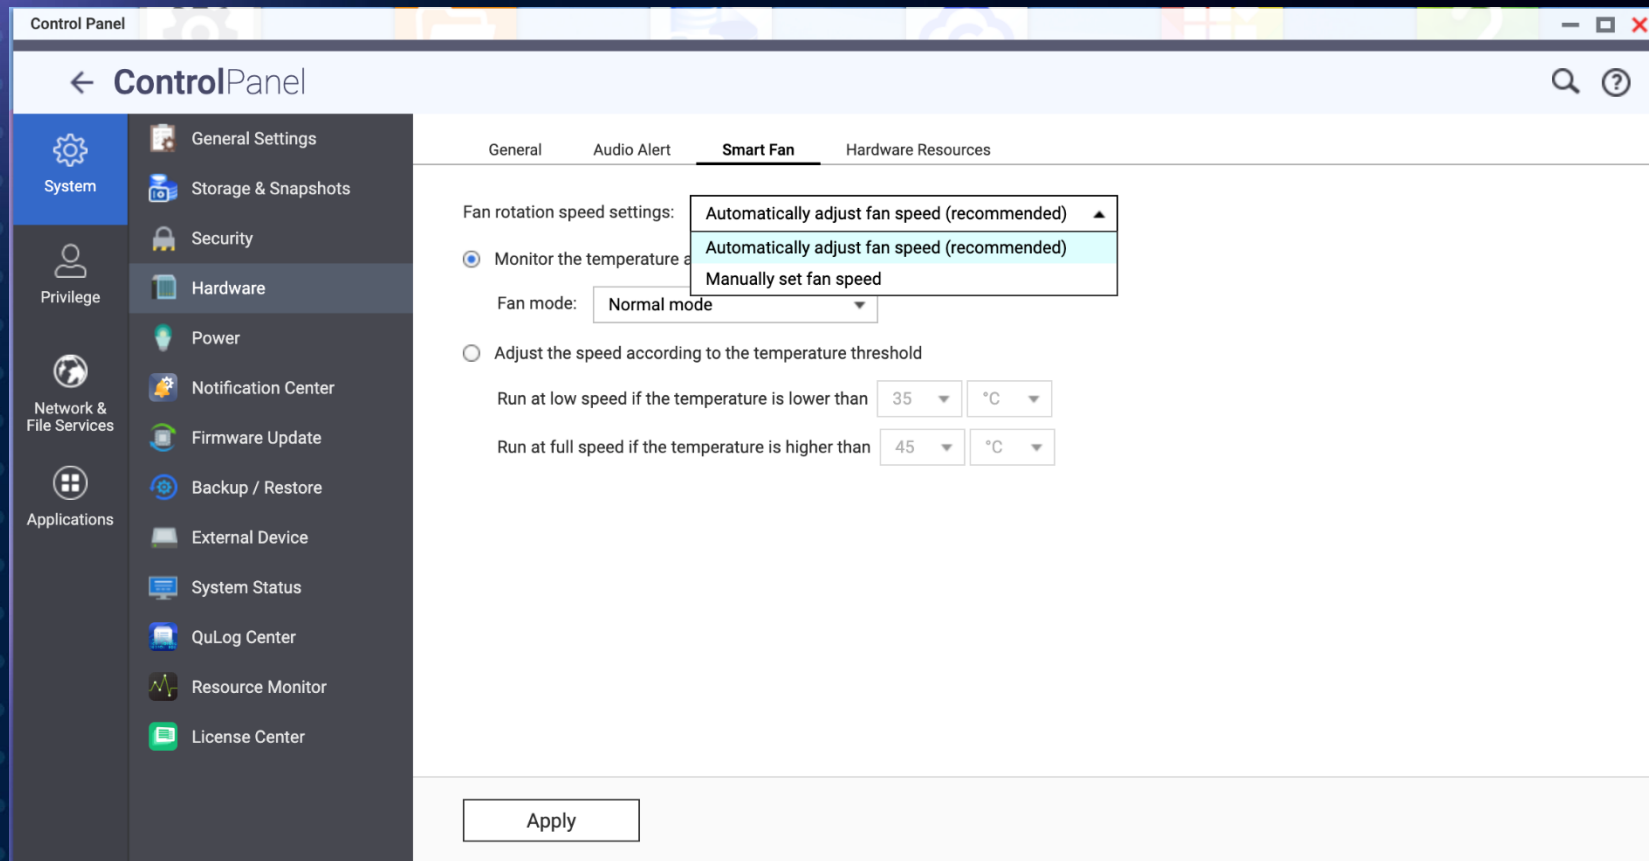 Control Panel
ControlPanel
System
Privilege
Network &
File Services
Applications
General Settings
Storage & Snapshots
Security
Hardware
Power
Notification Center
Firmware Update
Backup / Restore
External Device
System Status
QuLog Center
Resource Monitor
License Center
General Audio Alert Smart Fan Hardware Resources
Fan rotation speed settings: Automatically adjust fan speed (recommended)
Automatically adjust fan speed (recommended)
Monitor the temperature
Manually set fan speed
Fan mode: Normal mode
Adjust the speed according to the temperature threshold
Run at low speed if the temperature is lower than 35 °C
Run at full speed if the temperature is higher than 45 °C
Apply